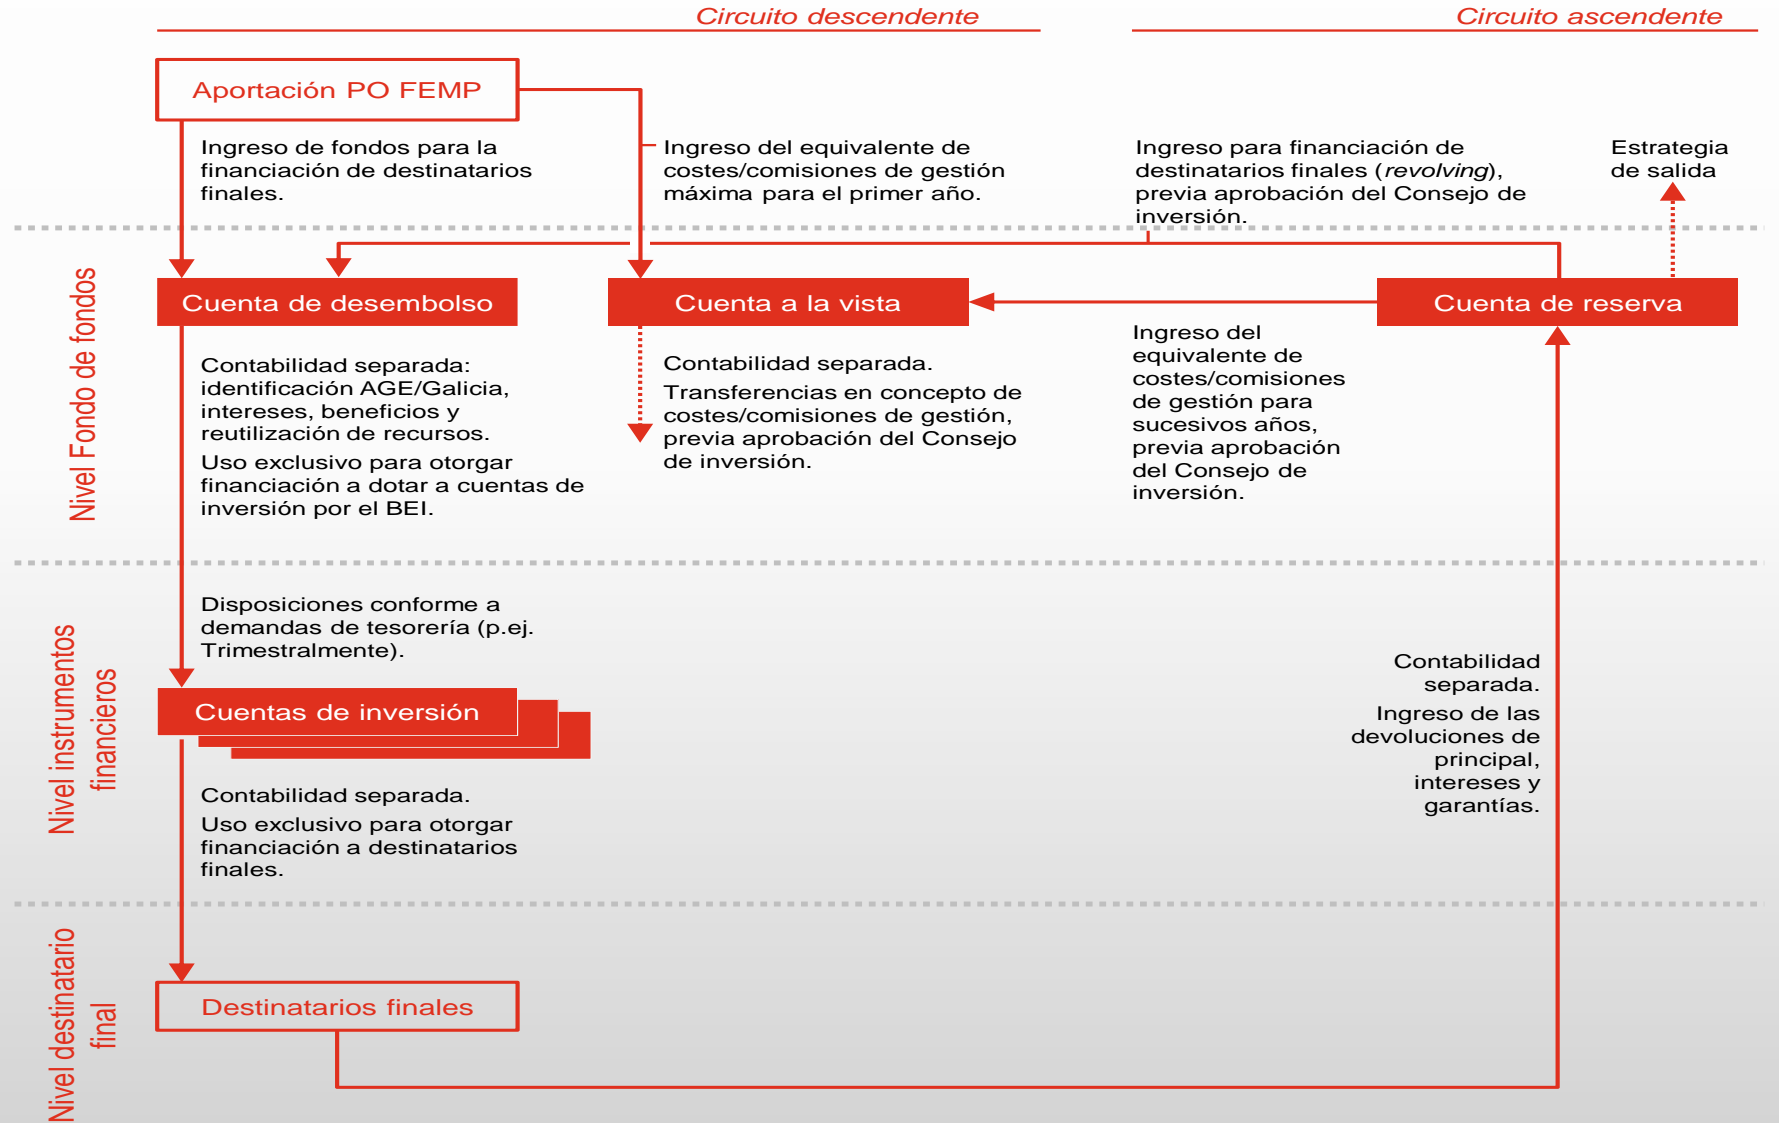 Circuito descendente
Circuito ascendente
Aportación PO FEMP
Ingreso de fondos para la
financiación de destinatarios
finales.
Ingreso del equivalente de
costes/comisiones de gestión
máxima para el primer año.
Ingreso para financiación de
destinatarios finales (revolving),
previa aprobación del Consejo de
inversión.
Estrategia
de salida
Nivel Fondo de fondos
Cuenta de desembolso
Cuenta a la vista
Cuenta de reserva
Contabilidad separada:
identificación AGE/Galicia,
intereses, beneficios y
reutilización de recursos.
Uso exclusivo para otorgar
financiación a dotar a cuentas de
inversión por el BEI.
Contabilidad separada.
Transferencias en concepto de
costes/comisiones de gestión,
previa aprobación del Consejo
de inversión.
Ingreso del
equivalente de
costes/comisiones
de gestión para
sucesivos años,
previa aprobación
del Consejo de
inversión.
Nivel instrumentos
financieros
Disposiciones conforme a
demandas de tesorería (p.ej.
Trimestralmente).
Cuentas de inversión
Contabilidad separada.
Uso exclusivo para otorgar
financiación a destinatarios
finales.
Contabilidad
separada.
Ingreso de las
devoluciones de
principal,
intereses y
garantías.
Nivel destinatario
final
Destinatarios finales